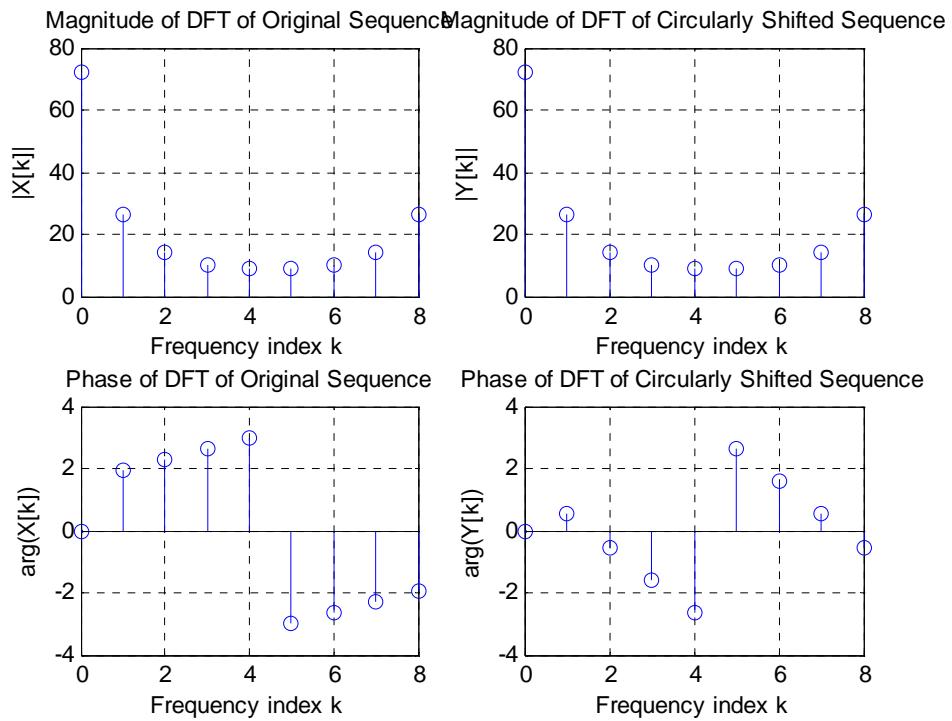 Magnitude of DFT of Original Sequence
80
60
40
20
0
|X[k]|
0 2 4 6 8
Frequency index k
Magnitude of DFT of Circularly Shifted Sequence
80
60
40
20
0
|Y[k]|
0 2 4 6 8
Frequency index k
Phase of DFT of Original Sequence
4
2
0
-2
-4
arg(X[k])
0 2 4 6 8
Frequency index k
Phase of DFT of Circularly Shifted Sequence
4
2
0
-2
-4
arg(Y[k])
0 2 4 6 8
Frequency index k